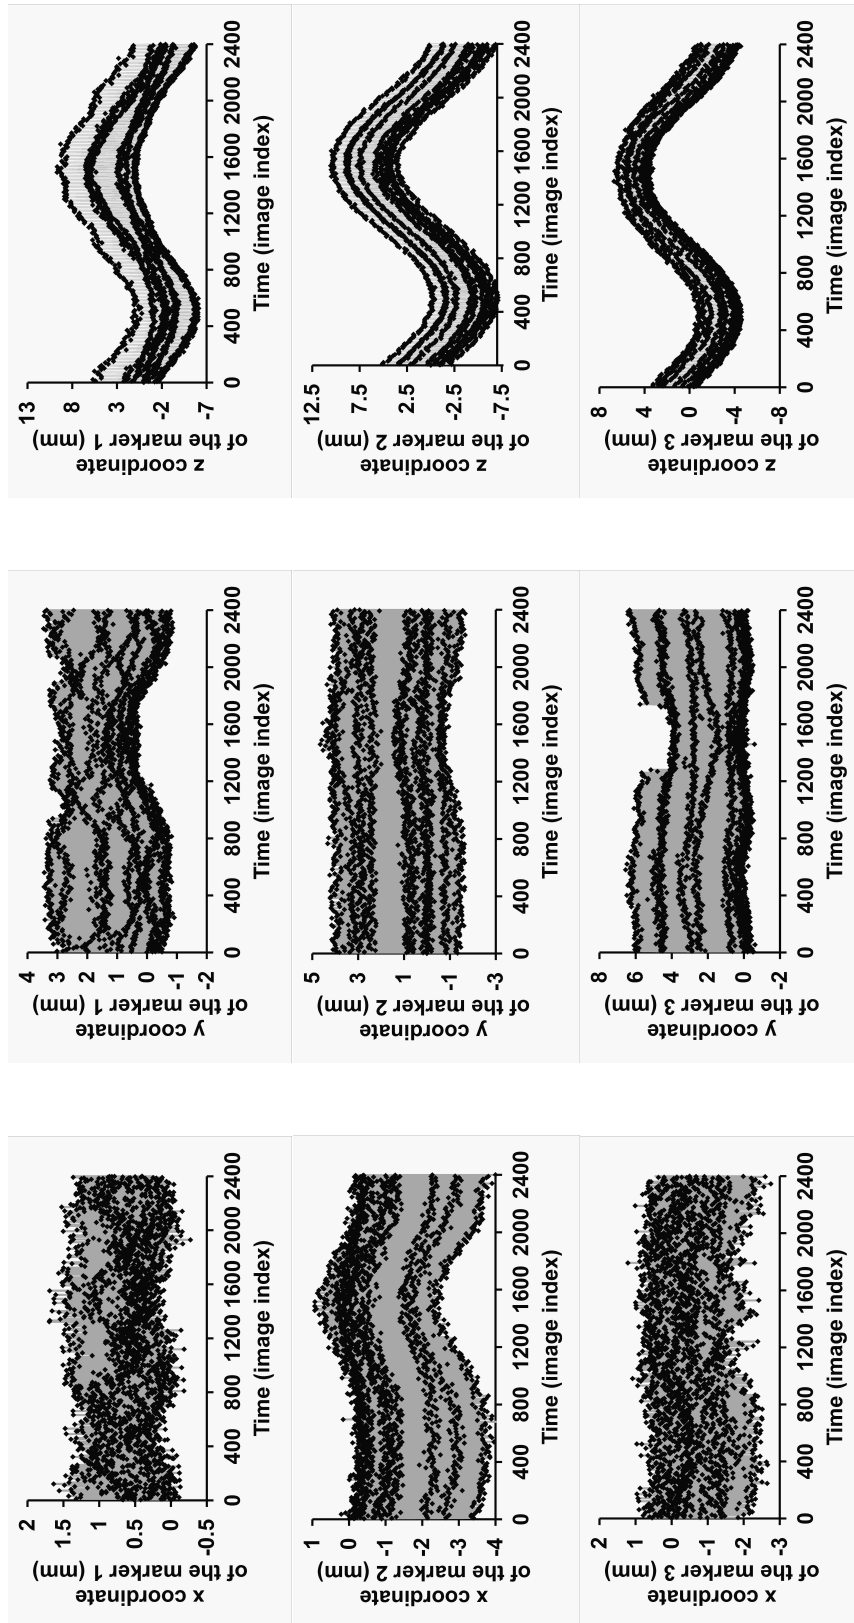 x coordinate
of the marker 1 (mm)
2
1.5
1
0.5
0
-0.5
0 400 800 1200 1600 2000 2400
Time (image index)
y coordinate
of the marker 1 (mm)
4
3
2
1
0
-1
-2
0 400 800 1200 1600 2000 2400
Time (image index)
z coordinate
of the marker 1 (mm)
13
8
3
-2
-7
0 400 800 1200 1600 2000 2400
Time (image index)
x coordinate
of the marker 2 (mm)
1
0
-1
-2
-3
-4
0 400 800 1200 1600 2000 2400
Time (image index)
y coordinate
of the marker 2 (mm)
5
3
1
-1
-3
0 400 800 1200 1600 2000 2400
Time (image index)
z coordinate
of the marker 2 (mm)
12.5
7.5
2.5
-2.5
-7.5
0 400 800 1200 1600 2000 2400
Time (image index)
x coordinate
of the marker 3 (mm)
2
1
0
-1
-2
-3
0 400 800 1200 1600 2000 2400
Time (image index)
y coordinate
of the marker 3 (mm)
8
6
4
2
0
-2
0 400 800 1200 1600 2000 2400
Time (image index)
z coordinate
of the marker 3 (mm)
8
4
0
-4
-8
0 400 800 1200 1600 2000 2400
Time (image index)